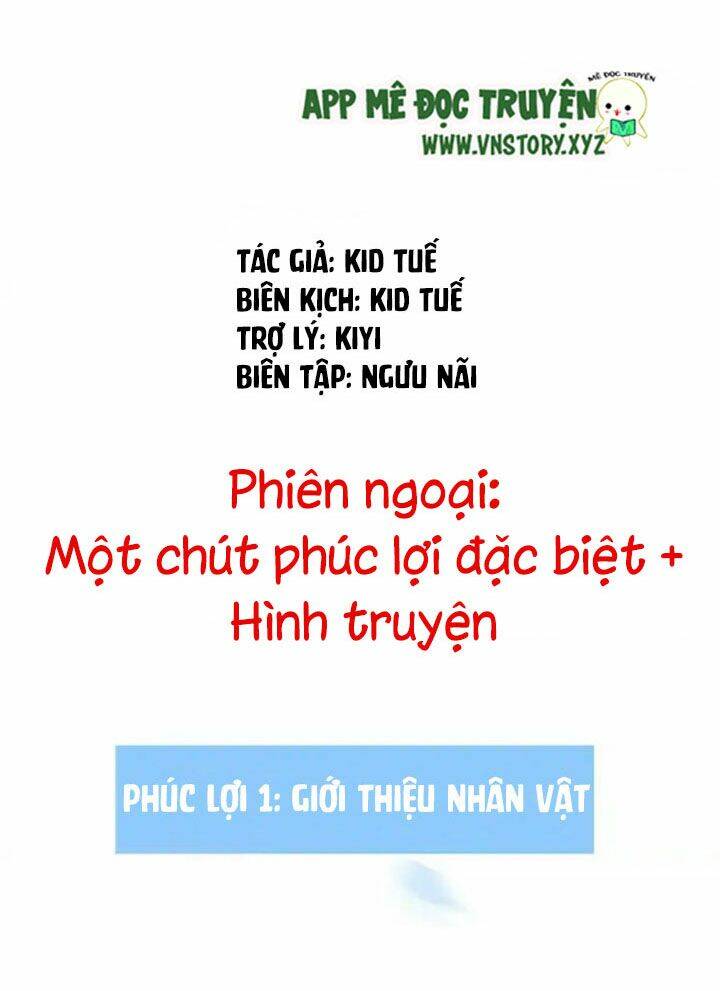 MÊ ĐỌC TRUYỆN
APP MÊ ĐỌC TRUYỆN
WWW.VNSTORY.XYZ
TÁC GIẢ: KID TUẾ
BIÊN KỊCH: KID TUẾ
TRỢ LÝ: KIYI
BIÊN TẬP: NGƯU NÃI
Phiên ngoại:
Một chút phúc lợi đặc biệt +
Hình truyện
PHÚC LỢI 1: GIỚI THIỆU NHÂN VẬT